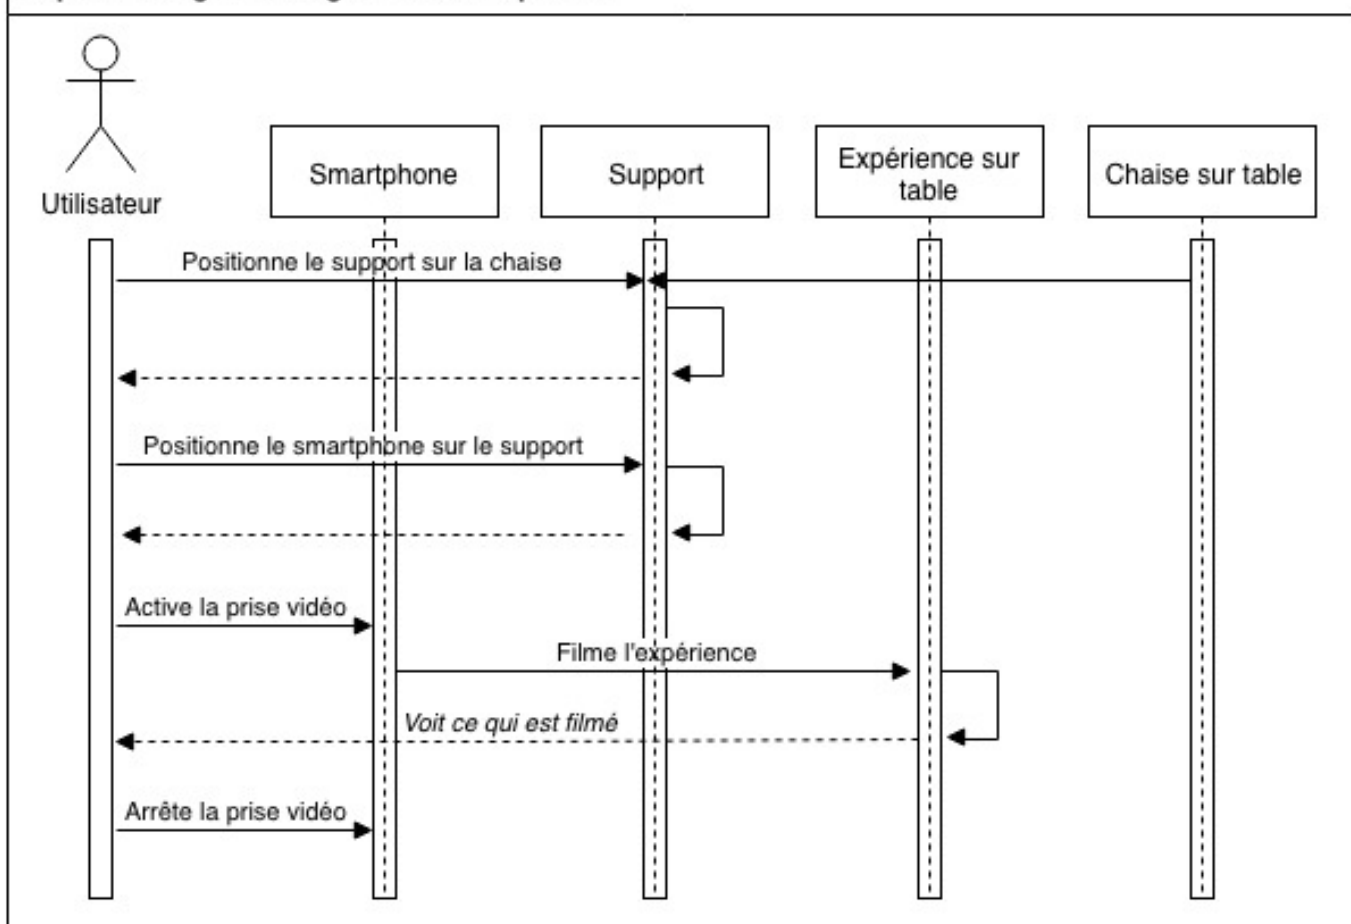 Utilisateur
Smartphone
Support
Expérience sur
table
Chaise sur table
Positionne le support sur la chaise
Positionne le smartphone sur le support
Active la prise vidéo
Filme l'expérience
Voit ce qui est filmé
Arrête la prise vidéo